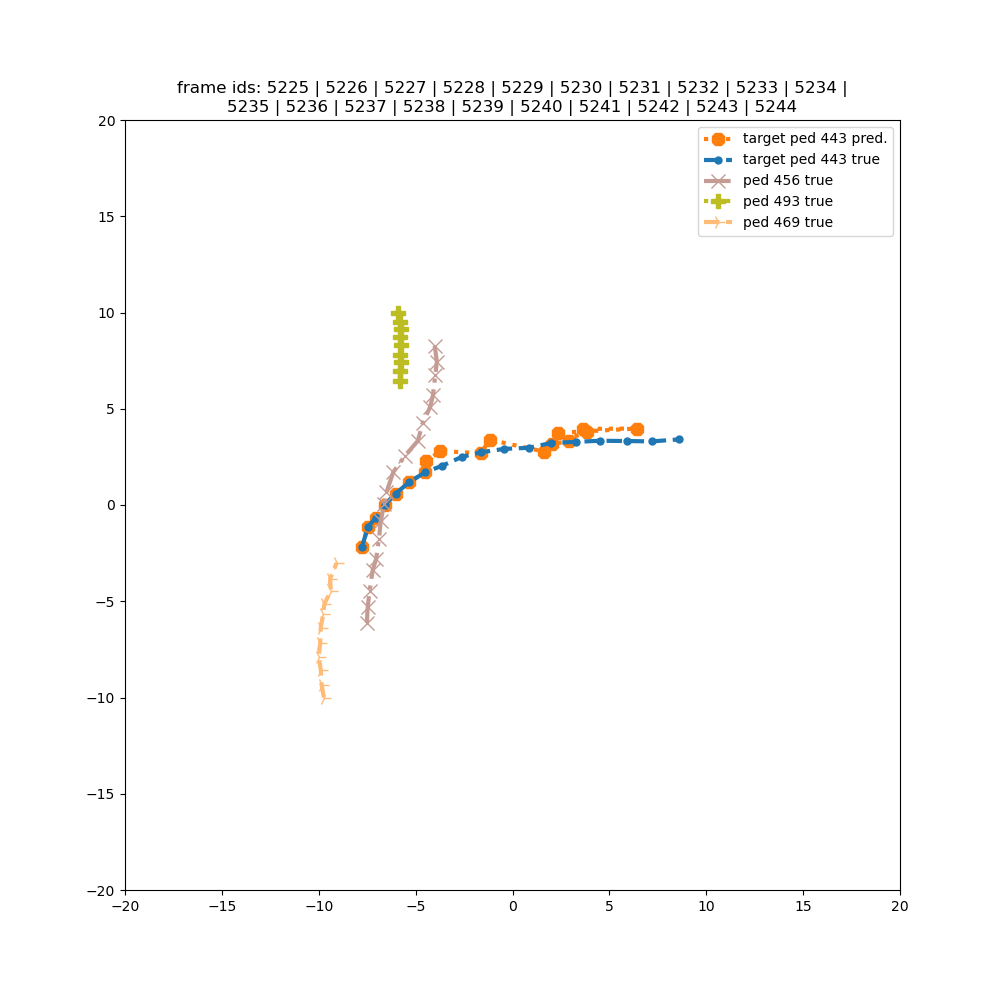 frame ids: 5225 | 5226 | 5227 | 5228 | 5229 | 5230 | 5231 | 5232 | 5233 | 5234 |
5235 | 5236 | 5237 | 5238 | 5239 | 5240 | 5241 | 5242 | 5243 | 5244
target ped 443 pred.
target ped 443 true
ped 456 true
ped 493 true
ped 469 true
20
15
10
5
0
−5
−10
−15
−20
−20 −15 −10 −5 0 5 10 15 20